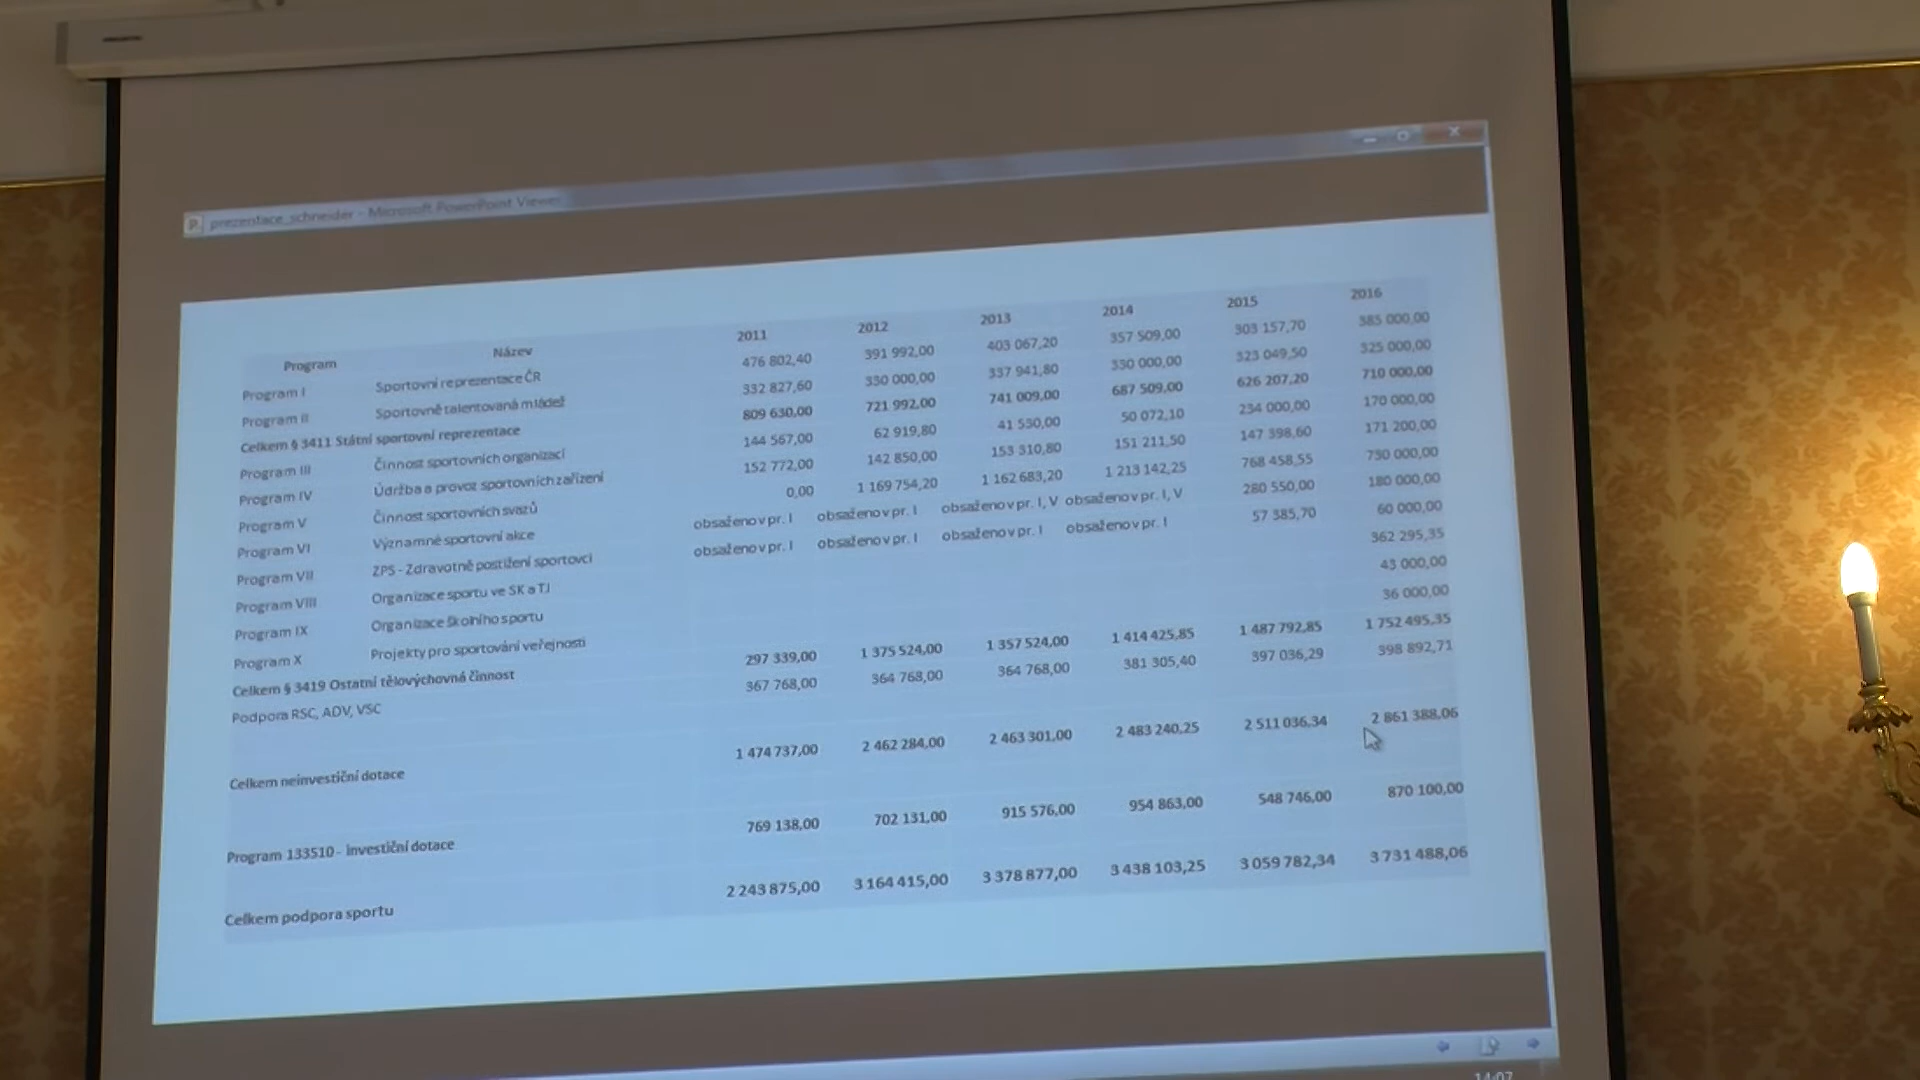 prezentace_schneider - Microsoft PowerPoint Viewer
Program Název 2011 2012 2013 2014 2015 2016
Program I Sportovní reprezentace ČR 476 802,40 391 992,00 403 067,20 357 509,00 303 157,70 385 000,00
Program II Sportovně talentovaná mládež 332 827,60 330 000,00 337 941,80 330 000,00 323 049,50 325 000,00
Celkem § 3411 Státní sportovní reprezentace 809 630,00 721 992,00 741 009,00 687 509,00 626 207,20 710 000,00
Program III Činnost sportovních organizací 144 567,00 62 919,80 41 530,00 50 072,10 234 000,00 170 000,00
Program IV Údržba a provoz sportovních zařízení 152 772,00 142 850,00 153 310,80 151 211,50 147 398,60 171 200,00
Program V Činnost sportovních svazů 0,00 1 169 754,20 1 162 683,20 1 213 142,25 768 458,55 730 000,00
Program VI Významné sportovní akce obsaženo v pr. I obsaženo v pr. I obsaženo v pr. I, V obsaženo v pr. I, V 280 550,00 180 000,00
Program VII ZPS - Zdravotně postižení sportovci obsaženo v pr. I obsaženo v pr. I obsaženo v pr. I obsaženo v pr. I 57 385,70 60 000,00
Program VIII Organizace sportu ve SK a TJ 362 295,35
Program IX Organizace školního sportu 43 000,00
Program X Projekty pro sportování veřejnosti 36 000,00
Celkem § 3419 Ostatní tělovýchovná činnost 297 339,00 1 375 524,00 1 357 524,00 1 414 425,85 1 487 792,85 1 752 495,35
Podpora RSC, ADV, VSC 367 768,00 364 768,00 364 768,00 381 305,40 397 036,29 398 892,71
Celkem neinvestiční dotace 1 474 737,00 2 462 284,00 2 463 301,00 2 483 240,25 2 511 036,34 2 861 388,06
Program 133510 - investiční dotace 769 138,00 702 131,00 915 576,00 954 863,00 548 746,00 870 100,00
Celkem podpora sportu 2 243 875,00 3 164 415,00 3 378 877,00 3 438 103,25 3 059 782,34 3 731 488,06
14:07